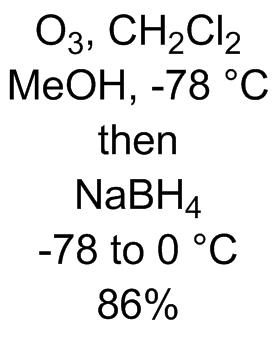 O₃, CH₂Cl₂
MeOH, -78 °C
then
NaBH₄
-78 to 0 °C
86%